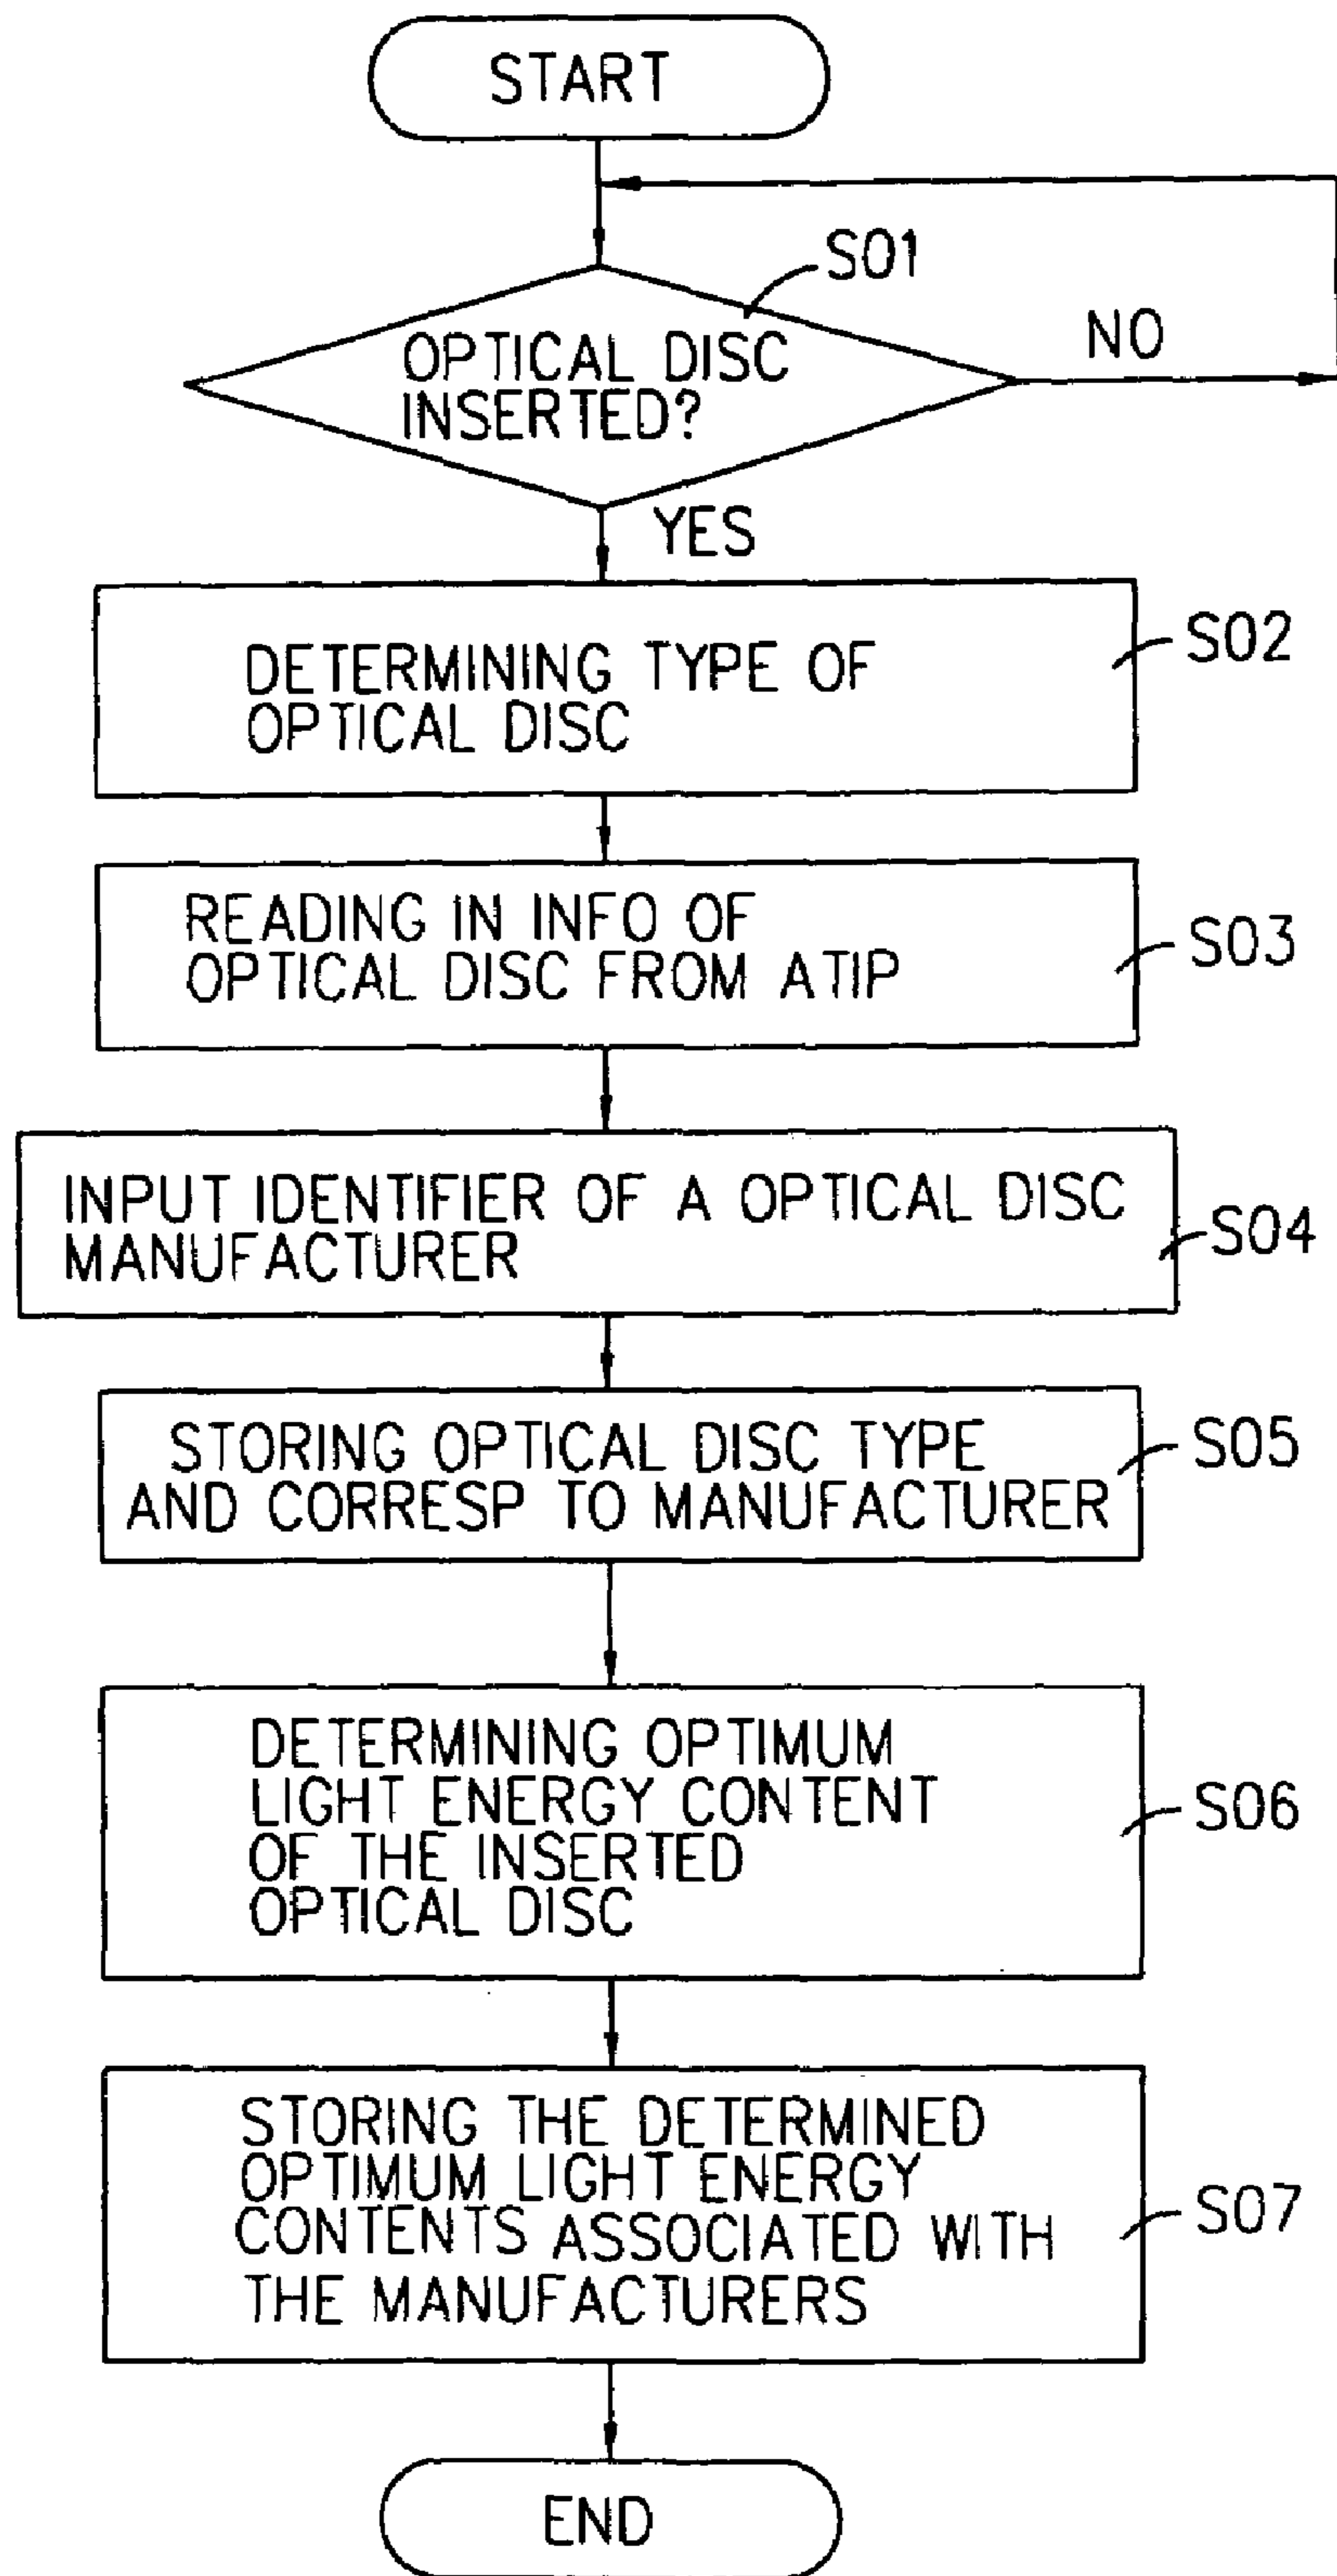 START
S01
OPTICAL DISC
INSERTED?
NO
YES
DETERMINING TYPE OF
OPTICAL DISC
S02
READING IN INFO OF
OPTICAL DISC FROM ATIP
S03
INPUT IDENTIFIER OF A OPTICAL DISC
MANUFACTURER
S04
STORING OPTICAL DISC TYPE
AND CORRESP TO MANUFACTURER
S05
DETERMINING OPTIMUM
LIGHT ENERGY CONTENT
OF THE INSERTED
OPTICAL DISC
S06
STORING THE DETERMINED
OPTIMUM LIGHT ENERGY
CONTENTS ASSOCIATED WITH
THE MANUFACTURERS
S07
END